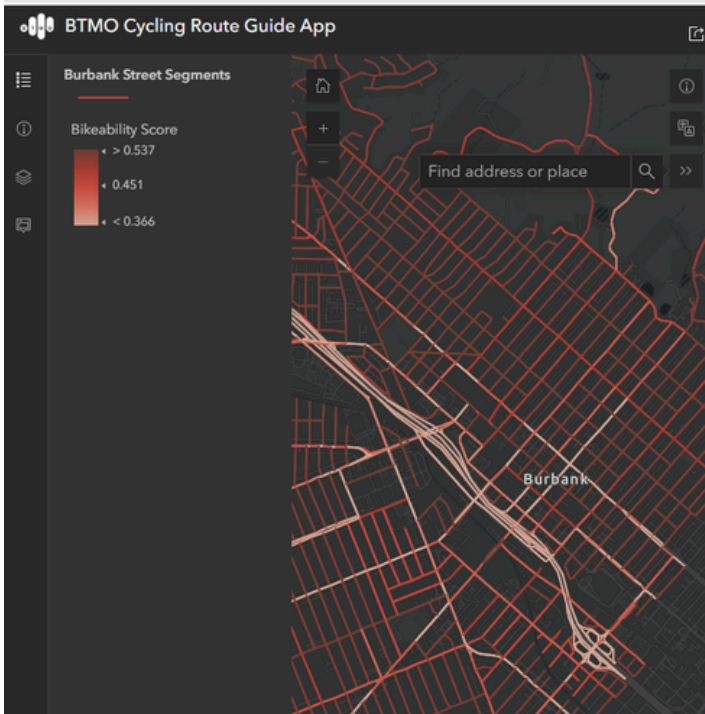 BTMO Cycling Route Guide App
Burbank Street Segments
Bikeability Score
> 0.537
0.451
< 0.366
Find address or place
Burbank